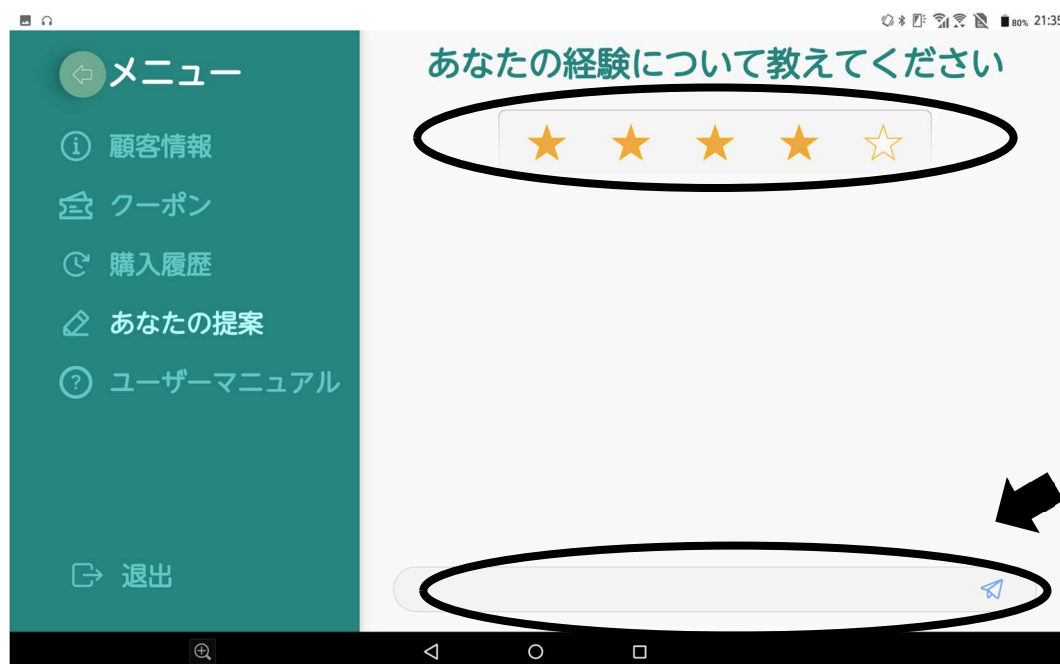 80% 21:35
メニュー
あなたの経験について教えてください
顧客情報
クーポン
購入履歴
あなたの提案
ユーザーマニュアル
退出